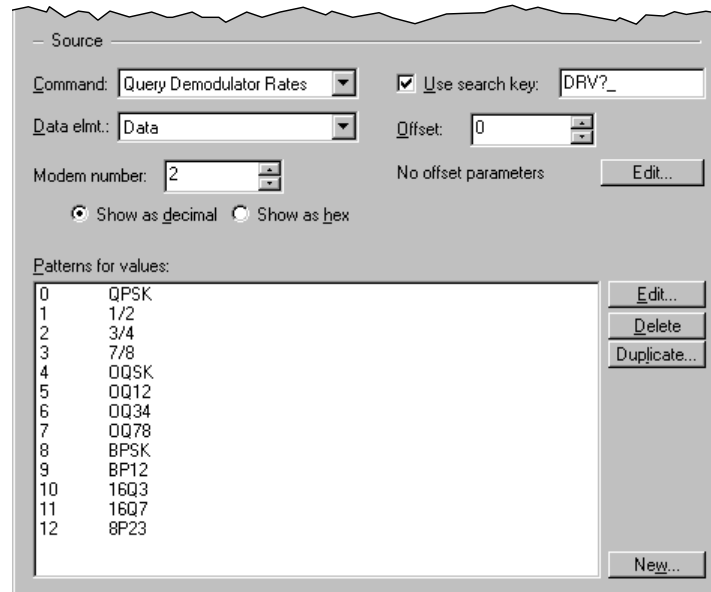 Source
Command: Query Demodulator Rates
Use search key: DRV?_
Data elmt.: Data
Offset: 0
Modem number: 2
No offset parameters Edit...
Show as decimal Show as hex
Patterns for values:
0 QPSK
1 1/2
2 3/4
3 7/8
4 OQSK
5 OQ12
6 OQ34
7 OQ78
8 BPSK
9 BP12
10 16Q3
11 16Q7
12 8P23
Edit...
Delete
Duplicate...
New...